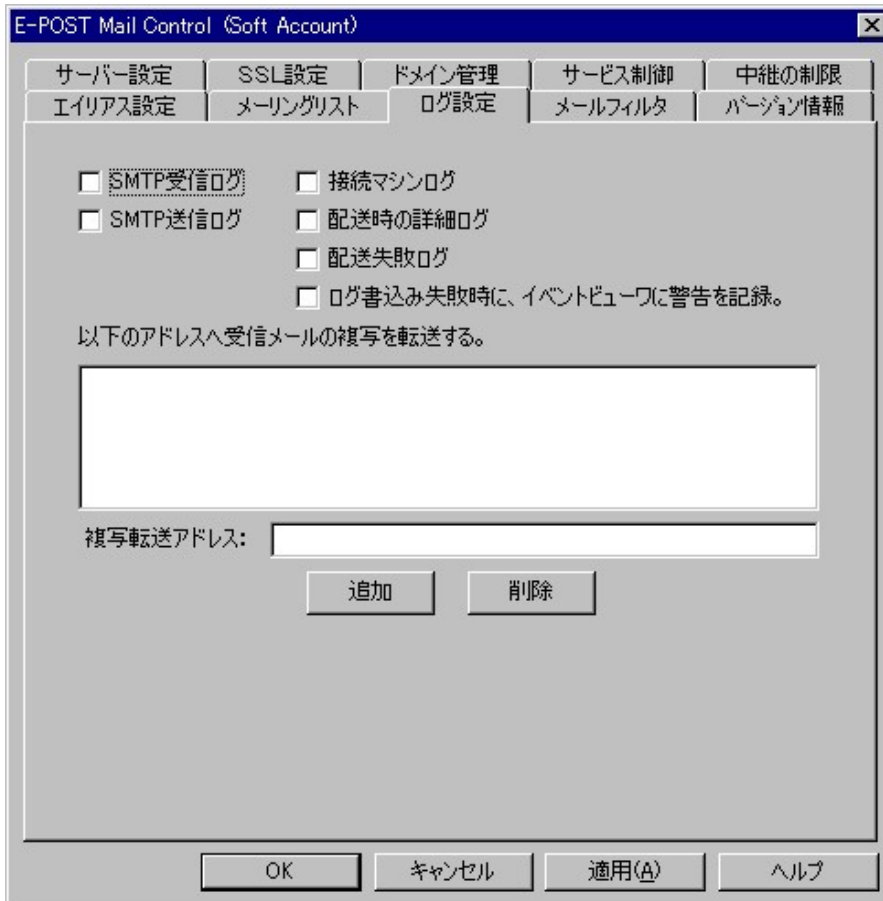 E-POST Mail Control (Soft Account)
サーバー設定 SSL設定 ドメイン管理 サービス制御 中継の制限
エイリアス設定 メーリングリスト ログ設定 メールフィルタ バージョン情報
SMTP受信ログ 接続マシンログ
SMTP送信ログ 配送時の詳細ログ
配送失敗ログ
ログ書込み失敗時に、イベントビューワに警告を記録。
以下のアドレスへ受信メールの複写を転送する。
複写転送アドレス:
追加 削除
OK キャンセル 適用(A) ヘルプ